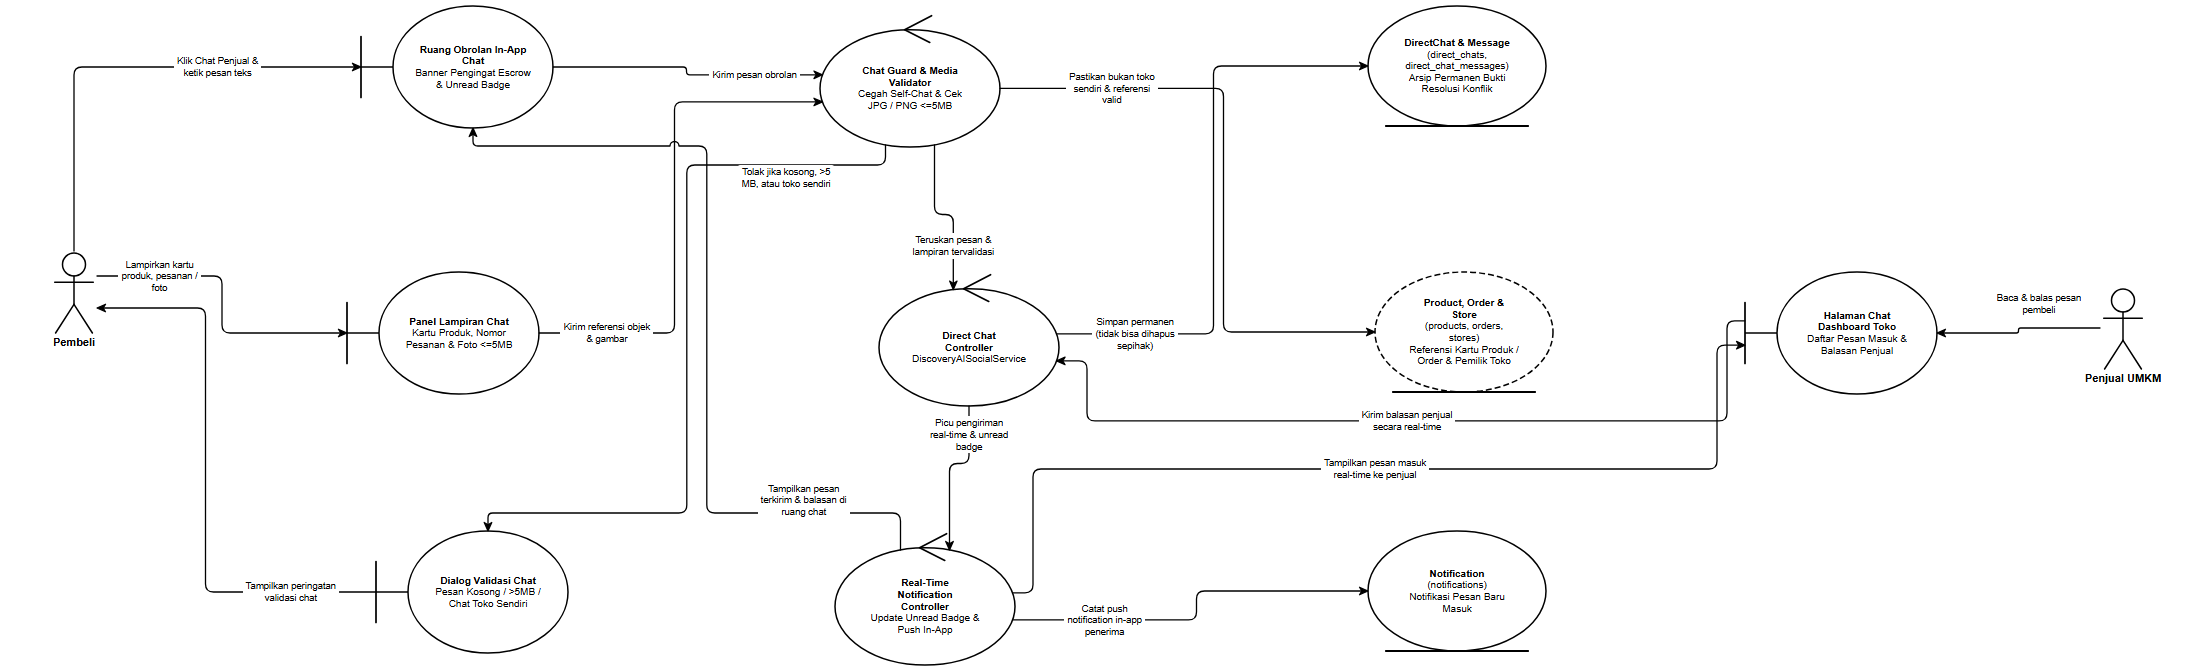 Klik Chat Penjual &
ketik pesan teks
Ruang Obrolan In-App
Chat
Banner Pengingat Escrow
& Unread Badge
Kirim pesan obrolan
Chat Guard & Media
Validator
Cegah Self-Chat & Cek
JPG / PNG <=5MB
Pastikan bukan toko
sendiri & referensi
valid
DirectChat & Message
(direct_chats,
direct_chat_messages)
Arsip Permanen Bukti
Resolusi Konflik
Tolak jika kosong, >5
MB, atau toko sendiri
Teruskan pesan &
lampiran tervalidasi
Pembeli
Lampirkan kartu
produk, pesanan /
foto
Panel Lampiran Chat
Kartu Produk, Nomor
Pesanan & Foto <=5MB
Kirim referensi objek
& gambar
Direct Chat
Controller
DiscoveryAISocialService
Simpan permanen
(tidak bisa dihapus
sepihak)
Product, Order &
Store
(products, orders,
stores)
Referensi Kartu Produk /
Order & Pemilik Toko
Halaman Chat
Dashboard Toko
Daftar Pesan Masuk &
Balasan Penjual
Baca & balas pesan
pembeli
Penjual UMKM
Kirim balasan penjual
secara real-time
Picu pengiriman
real-time & unread
badge
Tampilkan pesan masuk
real-time ke penjual
Tampilkan pesan
terkirim & balasan di
ruang chat
Tampilkan peringatan
validasi chat
Dialog Validasi Chat
Pesan Kosong / >5MB /
Chat Toko Sendiri
Real-Time
Notification
Controller
Update Unread Badge &
Push In-App
Catat push
notification in-app
penerima
Notification
(notifications)
Notifikasi Pesan Baru
Masuk